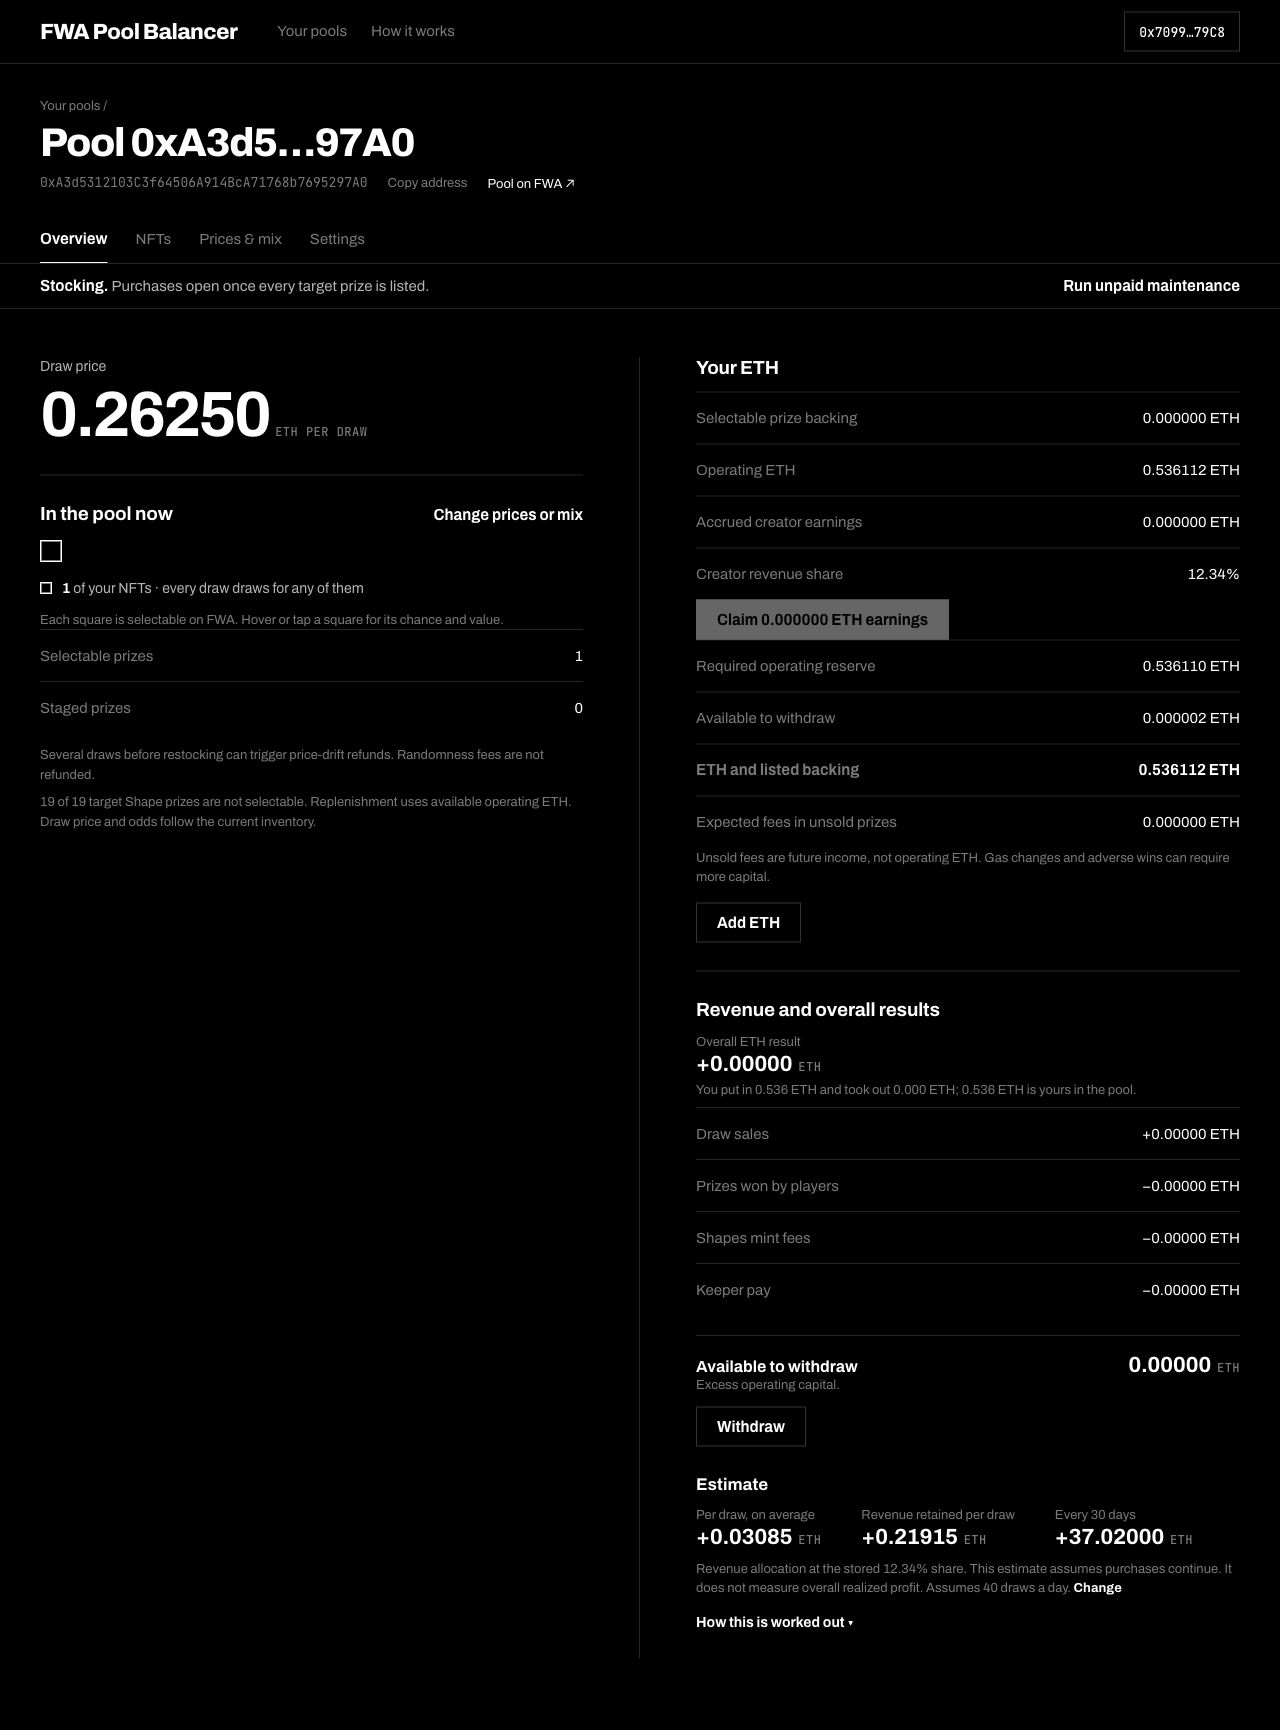 FWA Pool Balancer
Your pools
How it works
0x7099…79C8
Your pools /
Pool 0xA3d5…97A0
0xA3d5312103C3f64506A914BcA71768b7695297A0
Copy address
Pool on FWA ↗
Overview
NFTs
Prices & mix
Settings
Stocking. Purchases open once every target prize is listed.
Run unpaid maintenance
Draw price
0.26250 ETH PER DRAW
In the pool now
Change prices or mix
1 of your NFTs · every draw draws for any of them
Each square is selectable on FWA. Hover or tap a square for its chance and value.
Selectable prizes 1
Staged prizes 0
Several draws before restocking can trigger price-drift refunds. Randomness fees are not
refunded.
19 of 19 target Shape prizes are not selectable. Replenishment uses available operating ETH.
Draw price and odds follow the current inventory.
Your ETH
Selectable prize backing 0.000000 ETH
Operating ETH 0.536112 ETH
Accrued creator earnings 0.000000 ETH
Creator revenue share 12.34%
Claim 0.000000 ETH earnings
Required operating reserve 0.536110 ETH
Available to withdraw 0.000002 ETH
ETH and listed backing 0.536112 ETH
Expected fees in unsold prizes 0.000000 ETH
Unsold fees are future income, not operating ETH. Gas changes and adverse wins can require
more capital.
Add ETH
Revenue and overall results
Overall ETH result
+0.00000 ETH
You put in 0.536 ETH and took out 0.000 ETH; 0.536 ETH is yours in the pool.
Draw sales +0.00000 ETH
Prizes won by players −0.00000 ETH
Shapes mint fees −0.00000 ETH
Keeper pay −0.00000 ETH
Available to withdraw 0.00000 ETH
Excess operating capital.
Withdraw
Estimate
Per draw, on average
+0.03085 ETH
Revenue retained per draw
+0.21915 ETH
Every 30 days
+37.02000 ETH
Revenue allocation at the stored 12.34% share. This estimate assumes purchases continue. It
does not measure overall realized profit. Assumes 40 draws a day. Change
How this is worked out ▾